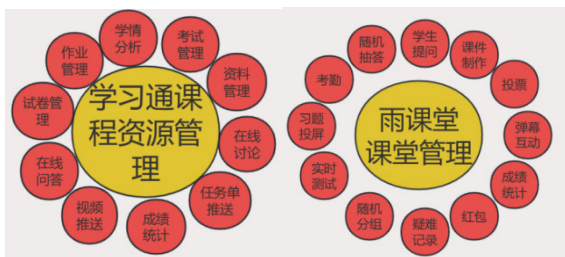 学习通课
程资源管
理
学情
分析
考试
管理
资料
管理
在线
讨论
任务单
推送
成绩
统计
视频
推送
在线
问答
试卷管
理
作业
管理
雨课堂
课堂管理
学生
提问
课件
制作
投票
弹幕
互动
成绩
统计
红包
疑难
记录
随机
分组
实时
测试
习题
投屏
考勤
随机
抽答